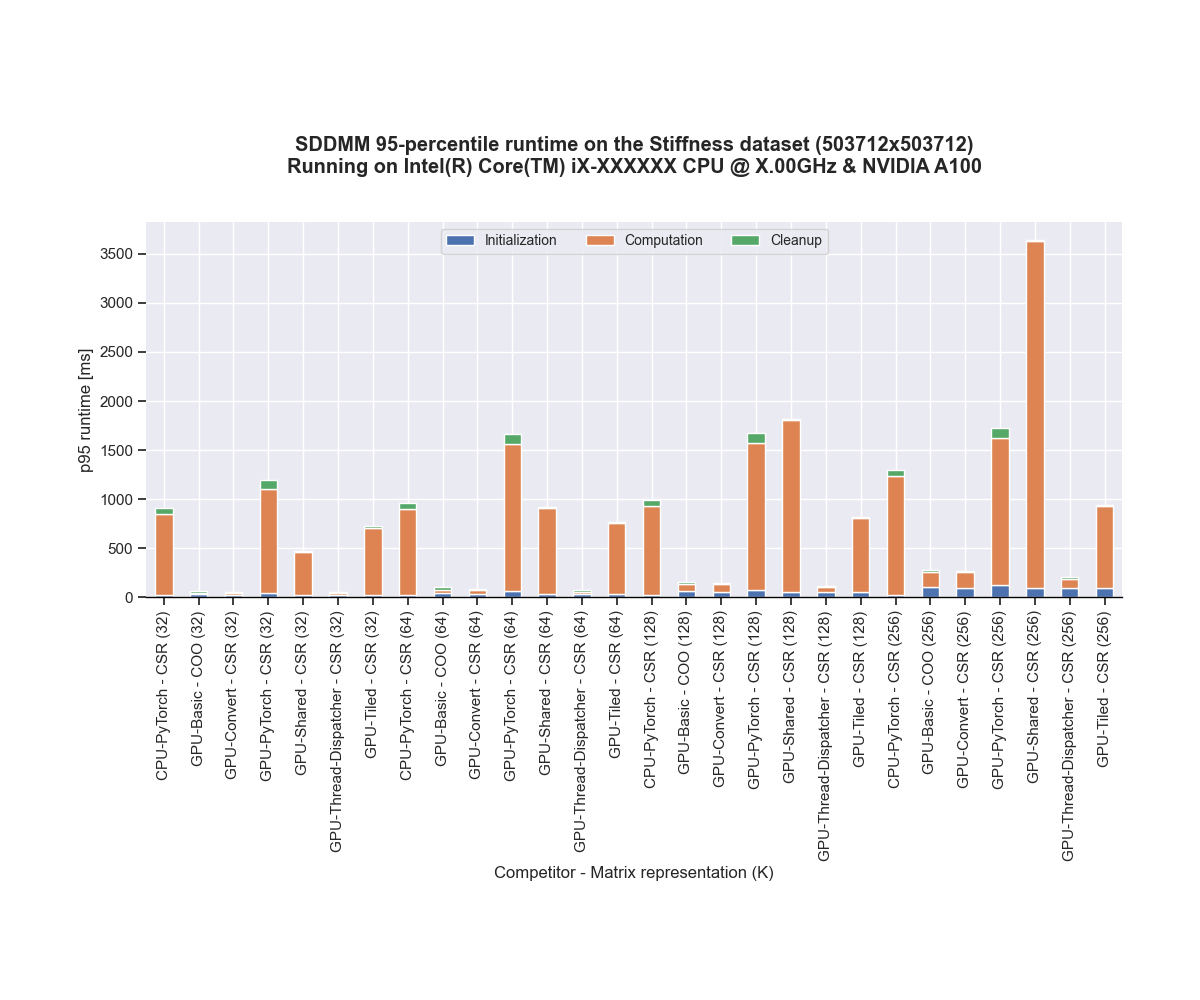 SDDMM 95-percentile runtime on the Stiffness dataset (503712x503712)
Running on Intel(R) Core(TM) iX-XXXXXX CPU @ X.00GHz & NVIDIA A100
Initialization
Computation
Cleanup
p95 runtime [ms]
3500
3000
2500
2000
1500
1000
500
0
CPU-PyTorch - CSR (32)
GPU-Basic - COO (32)
GPU-Convert - CSR (32)
GPU-PyTorch - CSR (32)
GPU-Shared - CSR (32)
GPU-Thread-Dispatcher - CSR (32)
GPU-Tiled - CSR (32)
CPU-PyTorch - CSR (64)
GPU-Basic - COO (64)
GPU-Convert - CSR (64)
GPU-PyTorch - CSR (64)
GPU-Shared - CSR (64)
GPU-Thread-Dispatcher - CSR (64)
GPU-Tiled - CSR (64)
CPU-PyTorch - CSR (128)
GPU-Basic - COO (128)
GPU-Convert - CSR (128)
GPU-PyTorch - CSR (128)
GPU-Shared - CSR (128)
GPU-Thread-Dispatcher - CSR (128)
GPU-Tiled - CSR (128)
CPU-PyTorch - CSR (256)
GPU-Basic - COO (256)
GPU-Convert - CSR (256)
GPU-PyTorch - CSR (256)
GPU-Shared - CSR (256)
GPU-Thread-Dispatcher - CSR (256)
GPU-Tiled - CSR (256)
Competitor - Matrix representation (K)